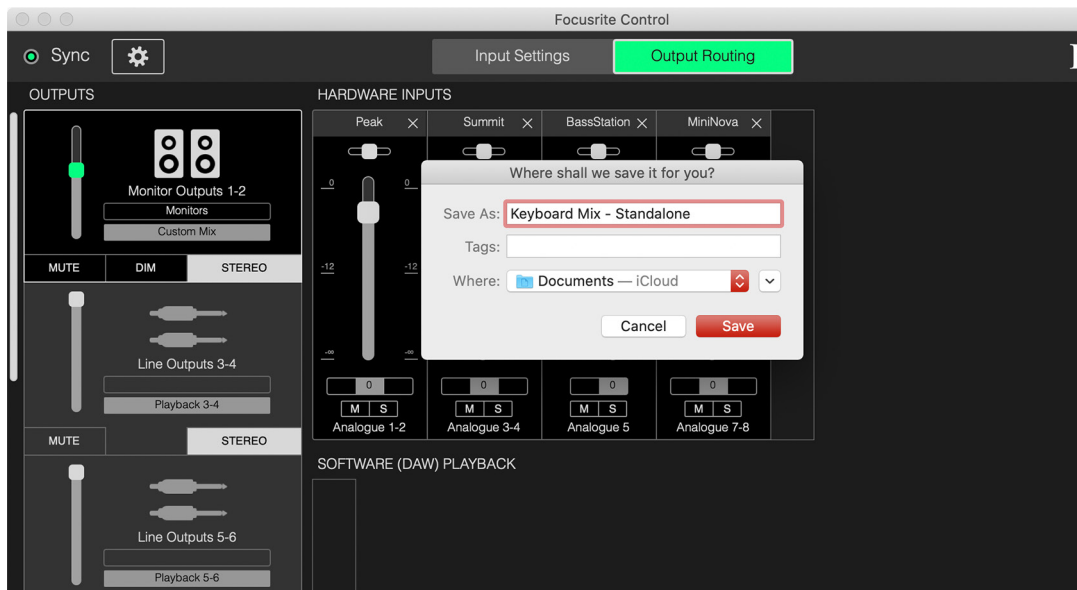 Focusrite Control
Sync
Input Settings
Output Routing
OUTPUTS
Monitor Outputs 1-2
Monitors
Custom Mix
MUTE DIM STEREO
Line Outputs 3-4
Playback 3-4
MUTE STEREO
Line Outputs 5-6
Playback 5-6
HARDWARE INPUTS
Peak Summit BassStation MiniNova
0 0
-12 -12
-∞ -∞
0 0 0 0
M S M S M S M S
Analogue 1-2 Analogue 3-4 Analogue 5 Analogue 7-8
SOFTWARE (DAW) PLAYBACK
Where shall we save it for you?
Save As: Keyboard Mix - Standalone
Tags:
Where: Documents — iCloud
Cancel Save